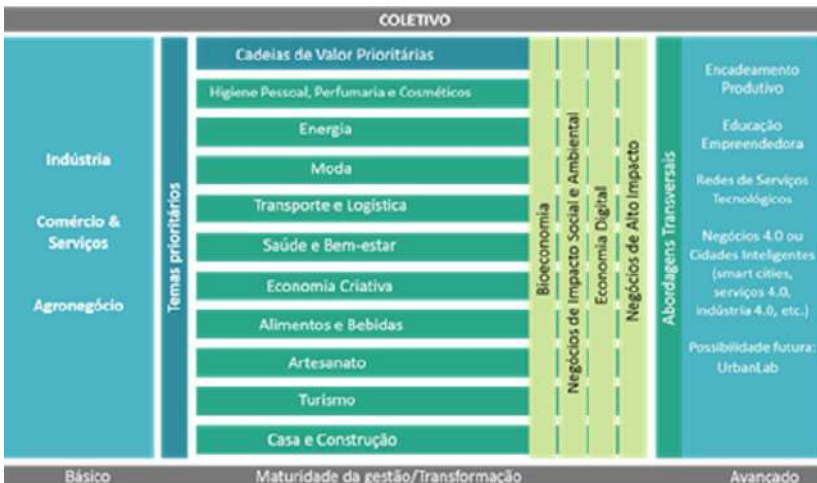 COLETIVO
Indústria
Comércio &
Serviços
Agronegócio
Temas prioritários
Cadeias de Valor Prioritárias
Higiene Pessoal, Perfumaria e Cosméticos
Energia
Moda
Transporte e Logística
Saúde e Bem-estar
Economia Criativa
Alimentos e Bebidas
Artesanato
Turismo
Casa e Construção
Bioeconomia
Negócios de Impacto Social e Ambiental
Economia Digital
Negócios de Alto Impacto
Abordagens Transversais
Encadeamento
Produtivo
Educação
Empreendedora
Redes de Serviços
Tecnológicos
Negócios 4.0 ou
Cidades Inteligentes
(smart cities,
serviços 4.0,
indústria 4.0, etc.)
Possibilidade futura:
UrbanLab
Básico
Maturidade da gestão/Transformação
Avançado